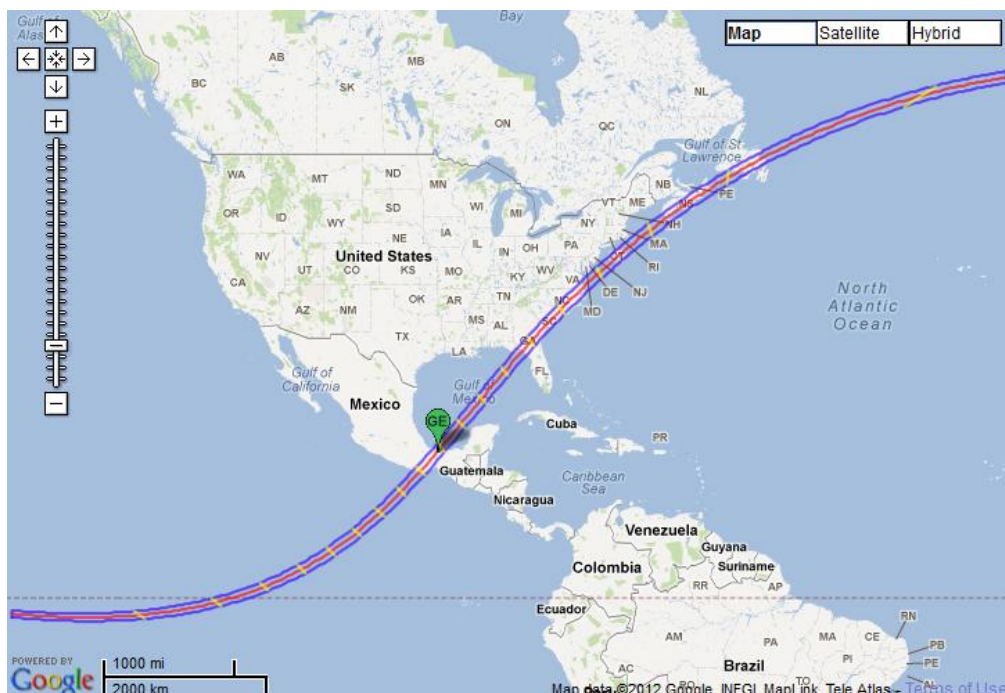 Gulf of
Alaska
Bay
Map
Satellite
Hybrid
AB
MB
BC
SK
NL
ON
QC
Gulf of St
Lawrence
WA
MT
ND
MN
NB
PE
OR
ID
SD
WI
MI
VT
ME
NS
NH
WY
NY
MA
NE
IA
PA
CT
RI
NV
IL
IN
OH
United States
UT
CO
KS
MO
KY
WV
VA
DE
NJ
CA
MD
OK
AR
TN
NC
AZ
NM
MS
AL
SC
TX
LA
GA
FL
North
Atlantic
Ocean
Gulf of
California
Gulf of
Mexico
Mexico
GE
Cuba
PR
Guatemala
Caribbean
Sea
Nicaragua
Venezuela
Guyana
Colombia
Suriname
RR
AP
Ecuador
RN
AM
PA
MA
CE
PB
PI
PE
AC
TO
Brazil
AL
POWERED BY
Google
1000 mi
2000 km
Map data ©2012 Google, INEGI, MapLink, Tele Atlas - Terms of Use